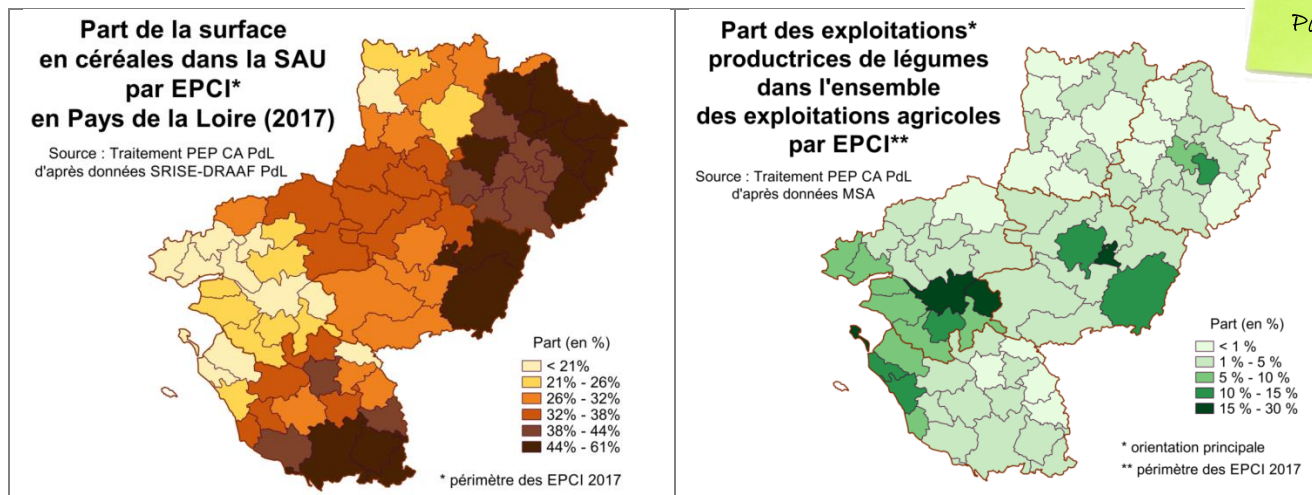 Part de la surface
en céréales dans la SAU
par EPCI*
en Pays de la Loire (2017)
Source : Traitement PEP CA PdL
d'après données SRISE-DRAAF PdL
Part (en %)
< 21%
21% - 26%
26% - 32%
32% - 38%
38% - 44%
44% - 61%
* périmètre des EPCI 2017
Part des exploitations*
productrices de légumes
dans l'ensemble
des exploitations agricoles
par EPCI**
Source : Traitement PEP CA PdL
d'après données MSA
Part (en %)
< 1 %
1 % - 5 %
5 % - 10 %
10 % - 15 %
15 % - 30 %
* orientation principale
** périmètre des EPCI 2017